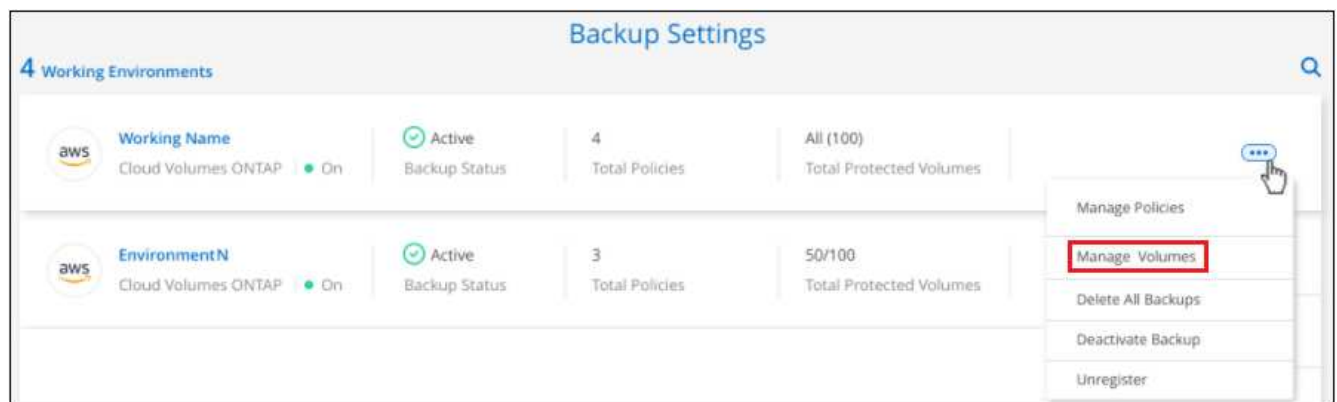 Backup Settings
4 Working Environments
aws Working Name Active 4 All (100)
Cloud Volumes ONTAP On Backup Status Total Policies Total Protected Volumes
Manage Policies
aws EnvironmentN Active 3 50/100 Manage Volumes
Cloud Volumes ONTAP On Backup Status Total Policies Total Protected Volumes
Delete All Backups
Deactivate Backup
Unregister